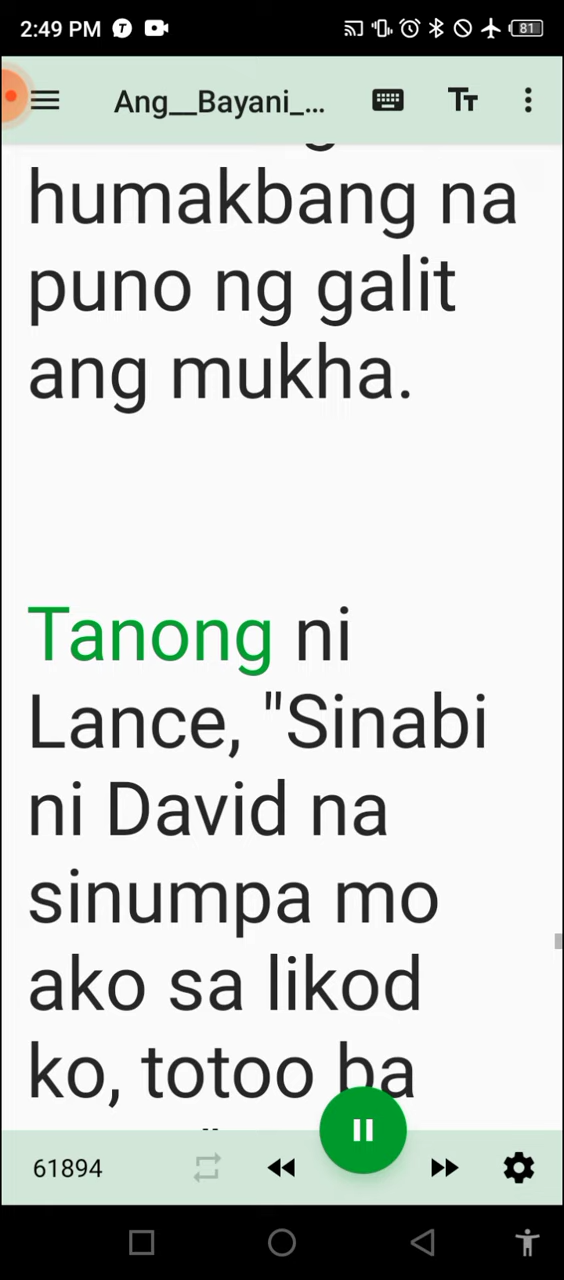 2:49 PM
81
Ang__Bayani_...
humakbang na
puno ng galit
ang mukha.
Tanong ni
Lance, "Sinabi
ni David na
sinumpa mo
ako sa likod
ko, totoo ba
61894